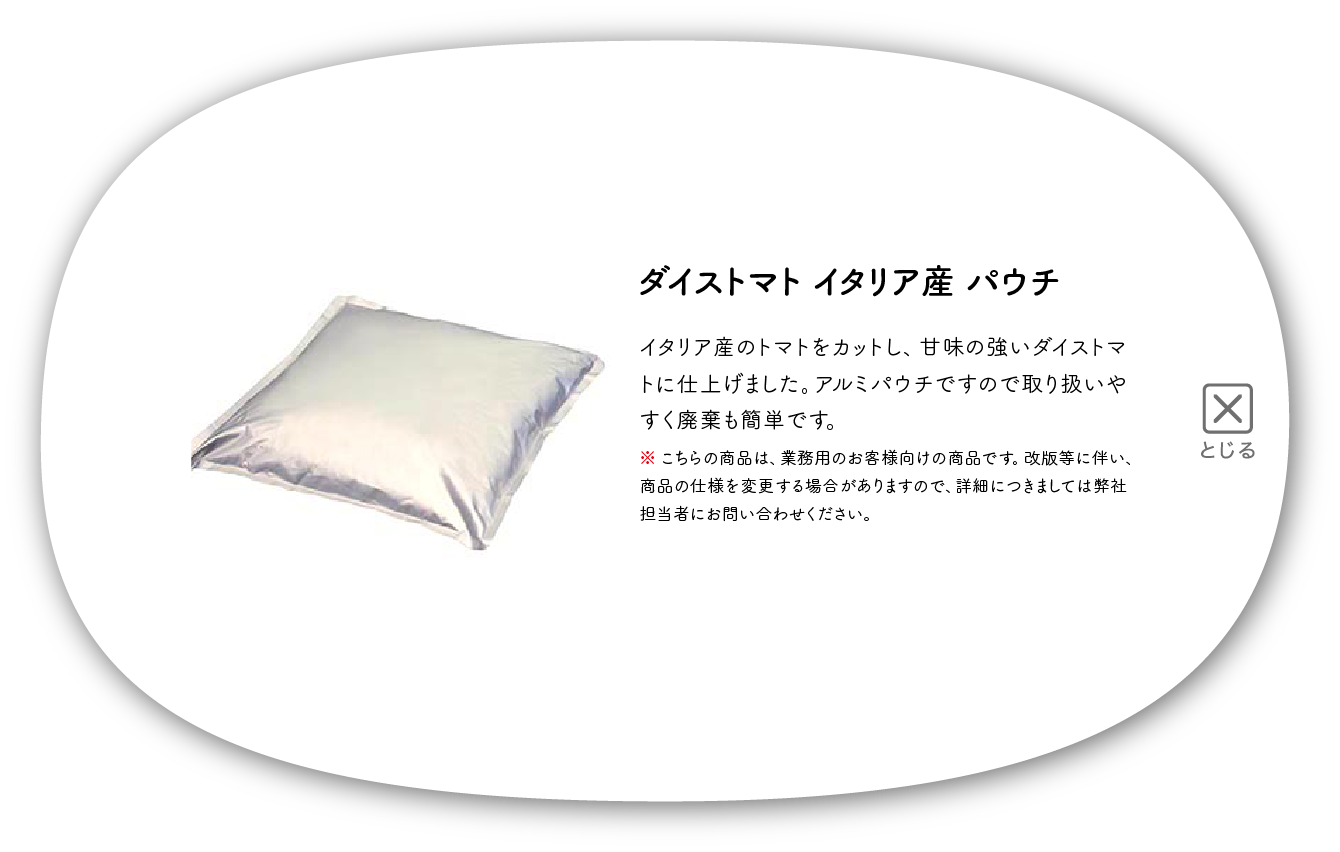 ダイストマト イタリア産 パウチ
イタリア産のトマトをカットし、甘味の強いダイストマ
トに仕上げました。アルミパウチですので取り扱いや
すく廃棄も簡単です。
※ こちらの商品は、業務用のお客様向けの商品です。改版等に伴い、
商品の仕様を変更する場合がありますので、詳細につきましては弊社
担当者にお問い合わせください。
とじる